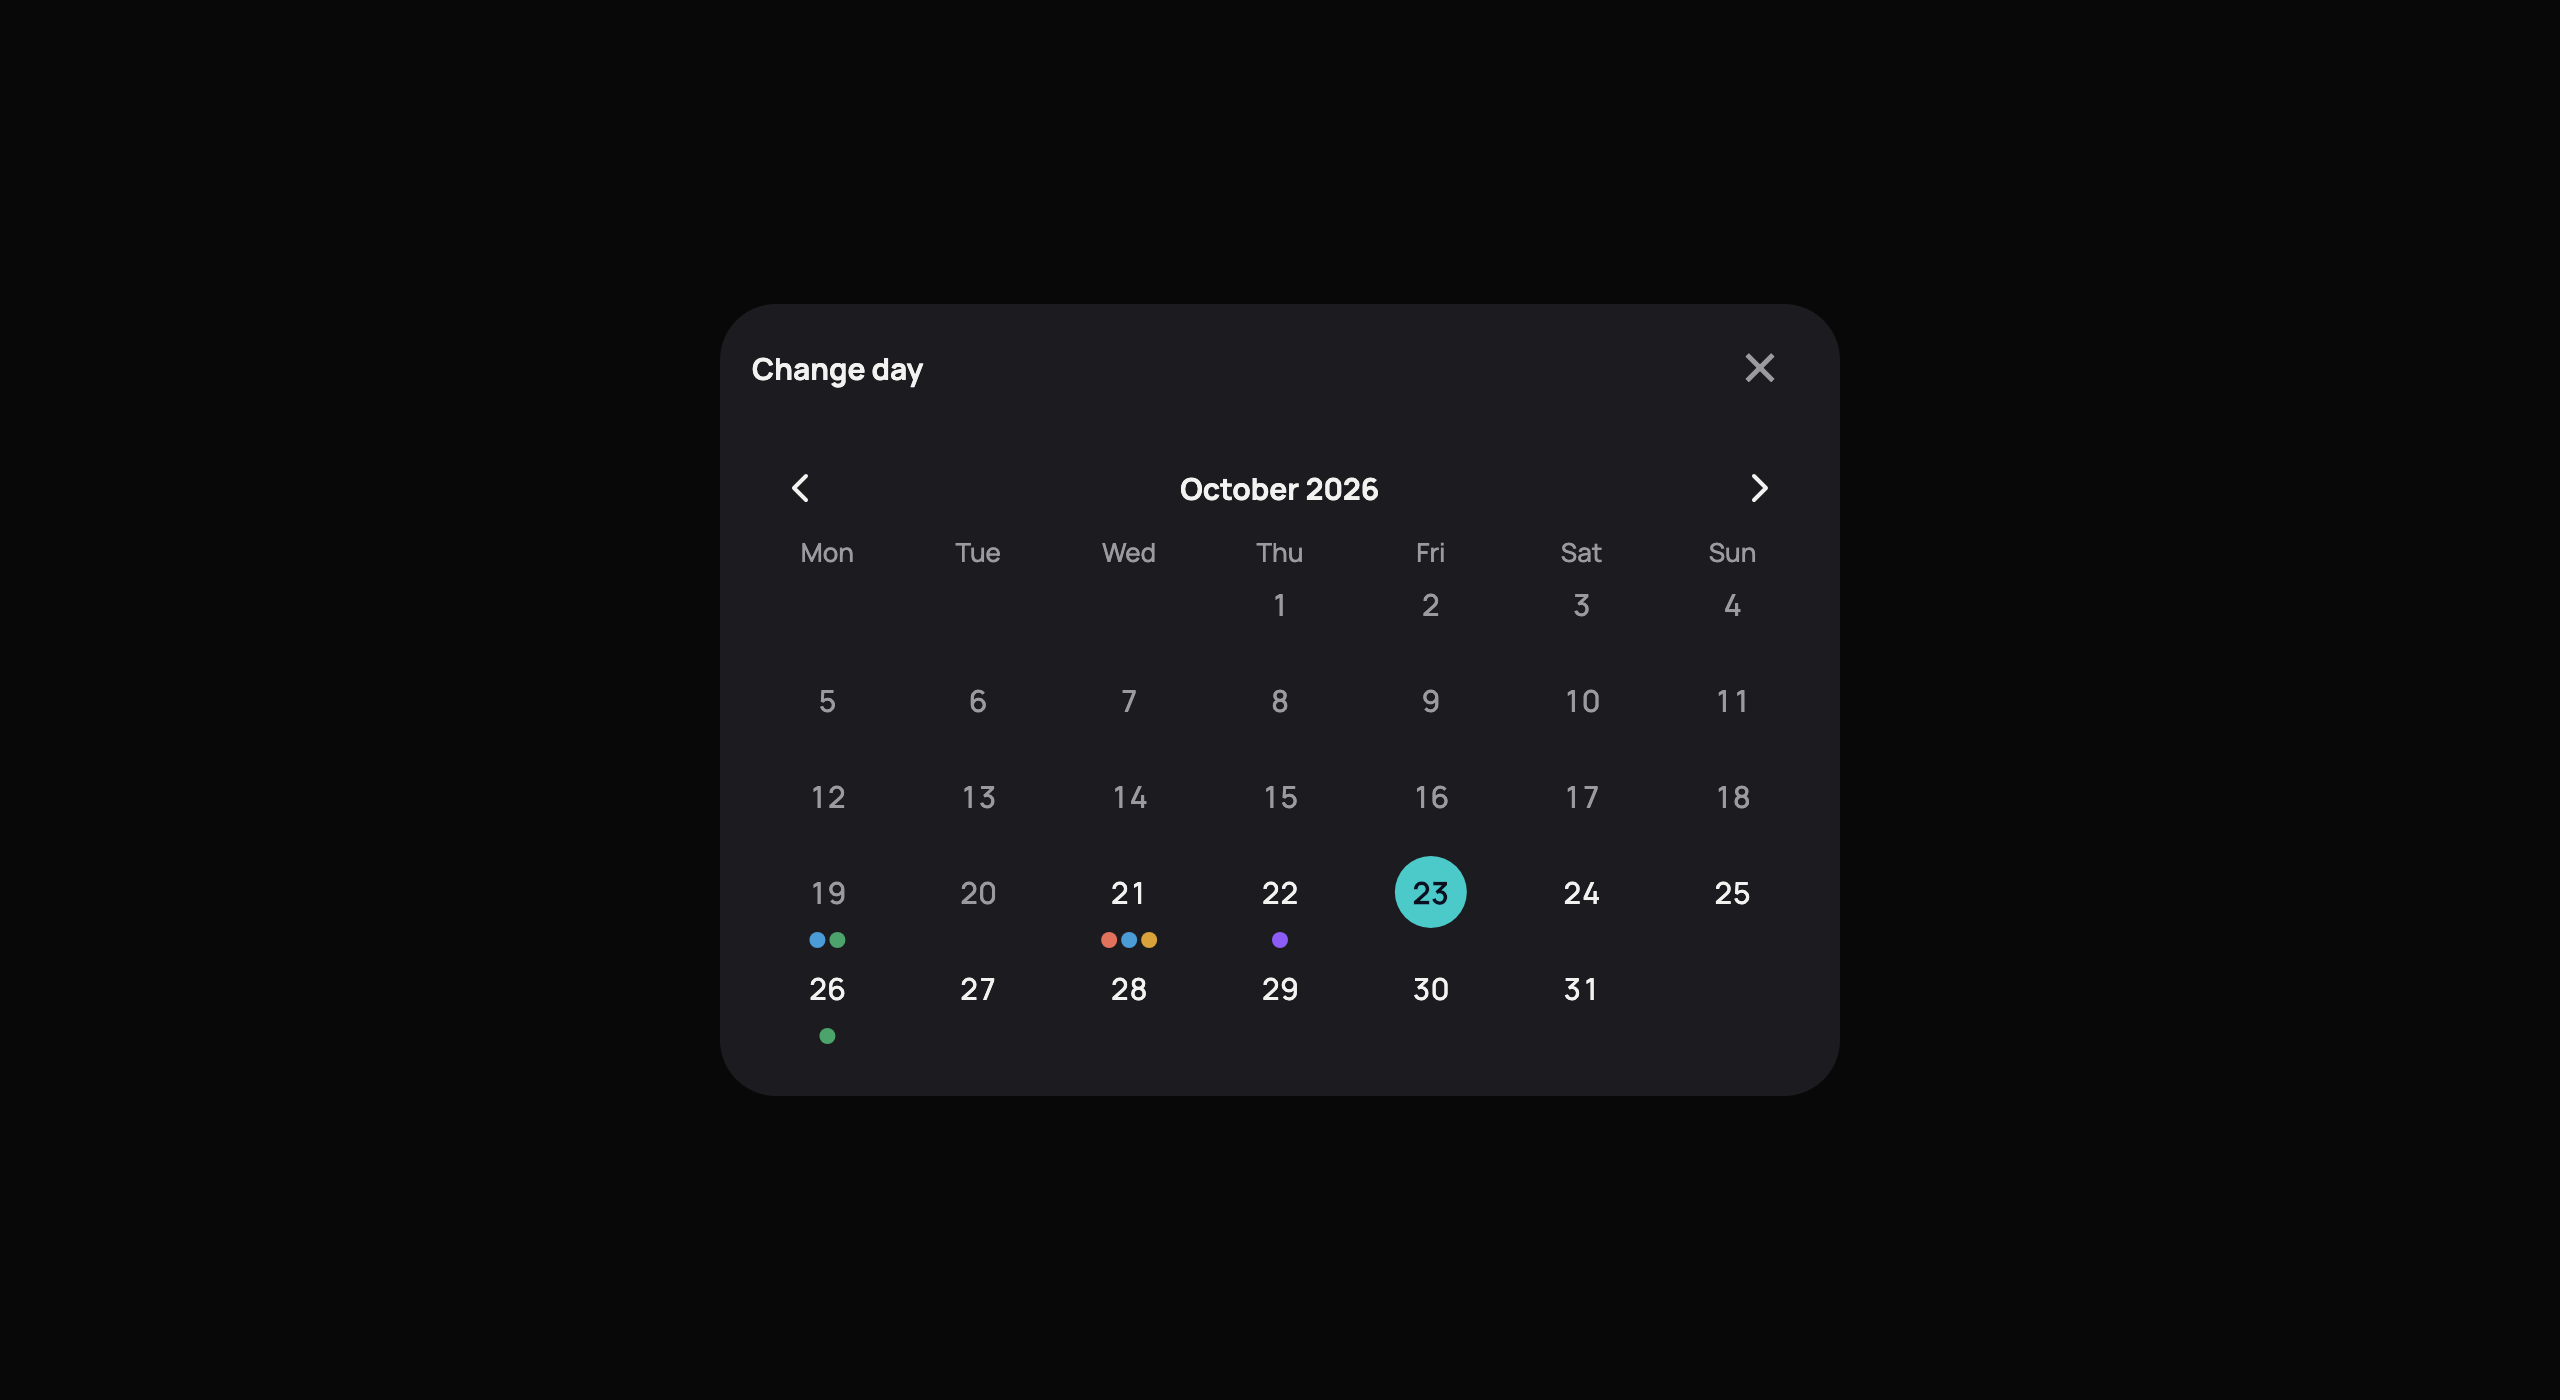 Change day
October 2026
Mon Tue Wed Thu Fri Sat Sun
1 2 3 4
5 6 7 8 9 10 11
12 13 14 15 16 17 18
19 20 21 22 23 24 25
26 27 28 29 30 31